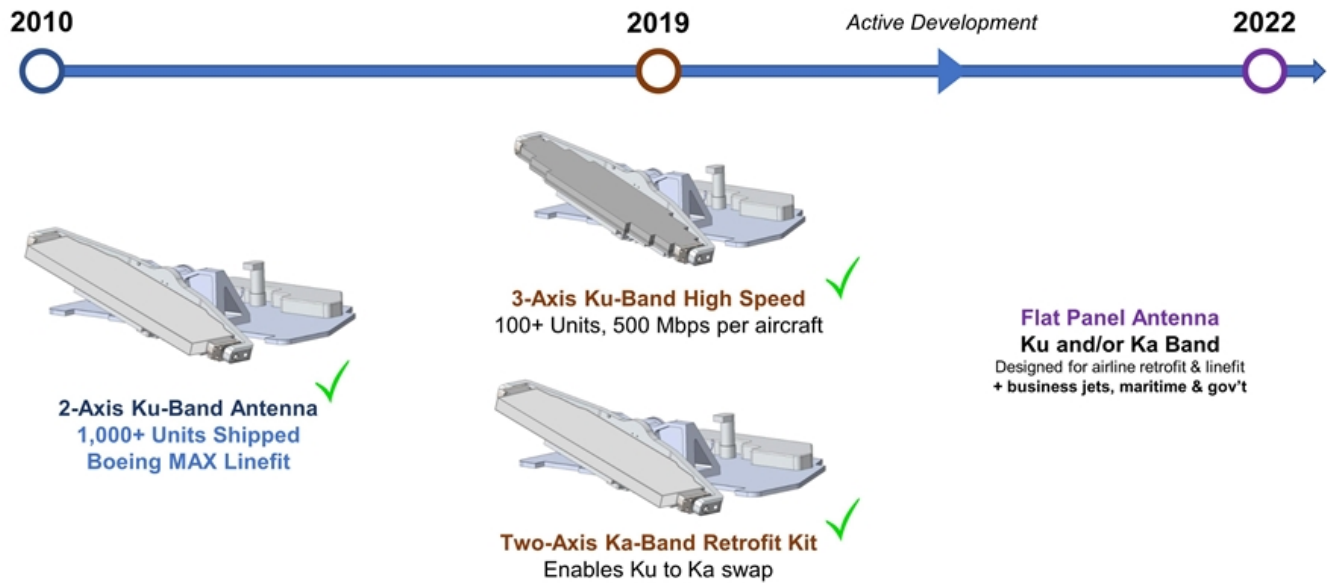 2010
2019
Active Development
2022
2-Axis Ku-Band Antenna
1,000+ Units Shipped
Boeing MAX Linefit
3-Axis Ku-Band High Speed
100+ Units, 500 Mbps per aircraft
Two-Axis Ka-Band Retrofit Kit
Enables Ku to Ka swap
Flat Panel Antenna
Ku and/or Ka Band
Designed for airline retrofit & linefit
+ business jets, maritime & gov't